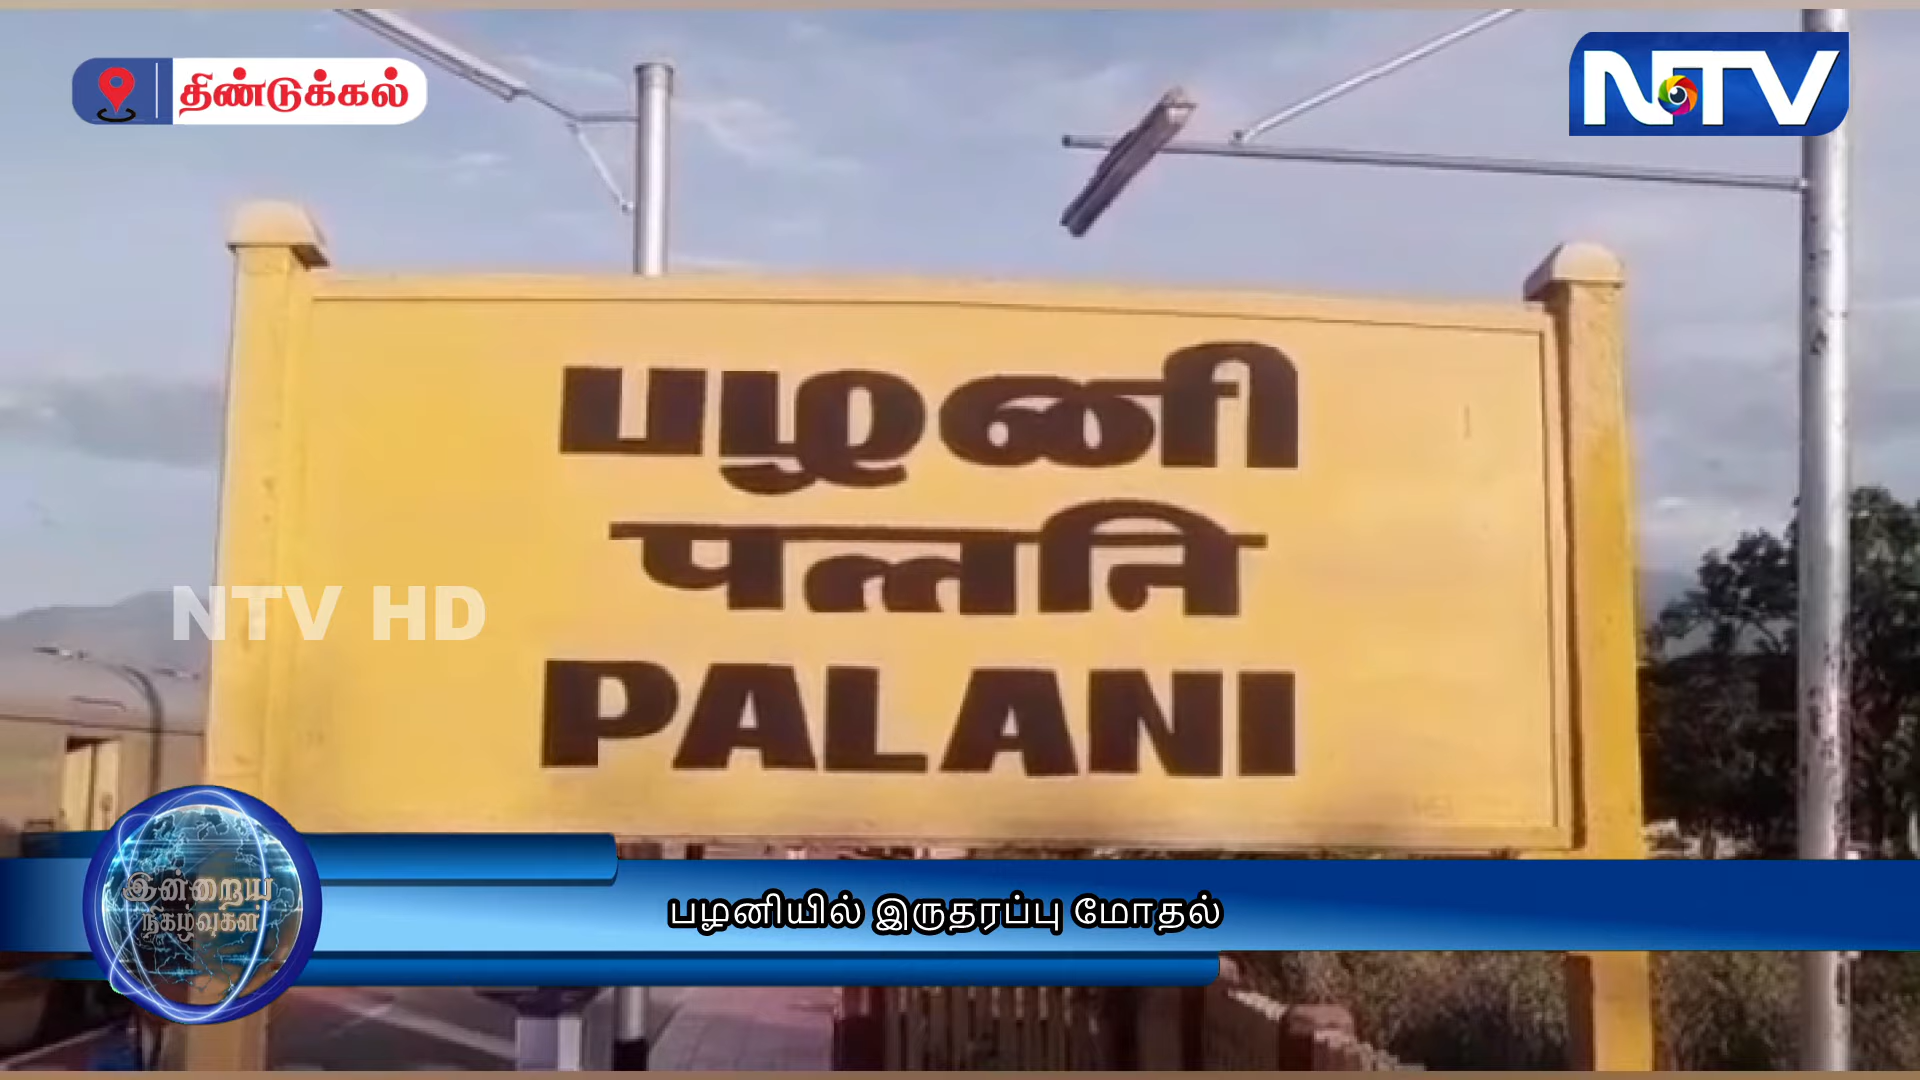 திண்டுக்கல்
NTV
பழனி
पलनि
PALANI
NTV HD
இன்றைய
நிகழ்வுகள்
பழனியில் இருதரப்பு மோதல்